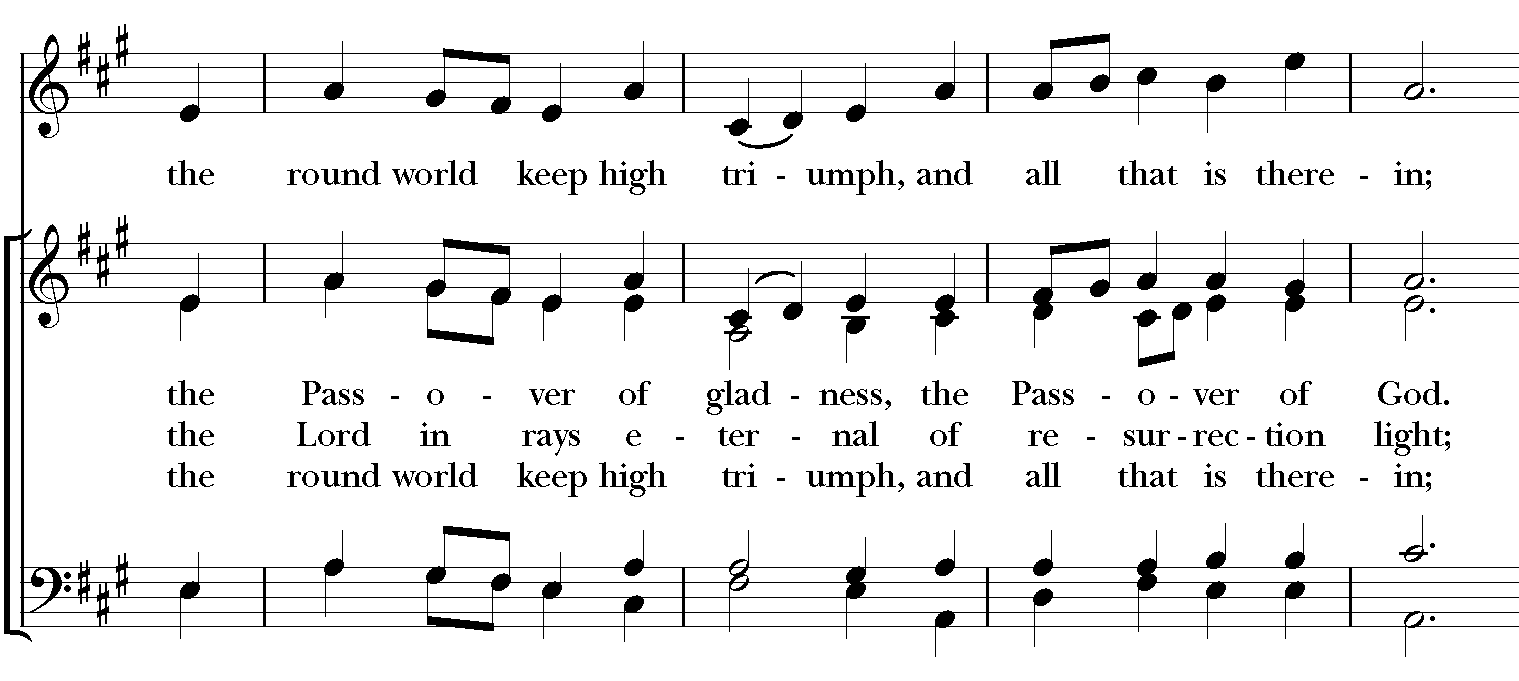 the round world keep high tri - umph, and all that is there - in;
the Pass - o - ver of glad - ness, the Pass - o - ver of God.
the Lord in rays e - ter - nal of re - sur - rec - tion light;
the round world keep high tri - umph, and all that is there - in;